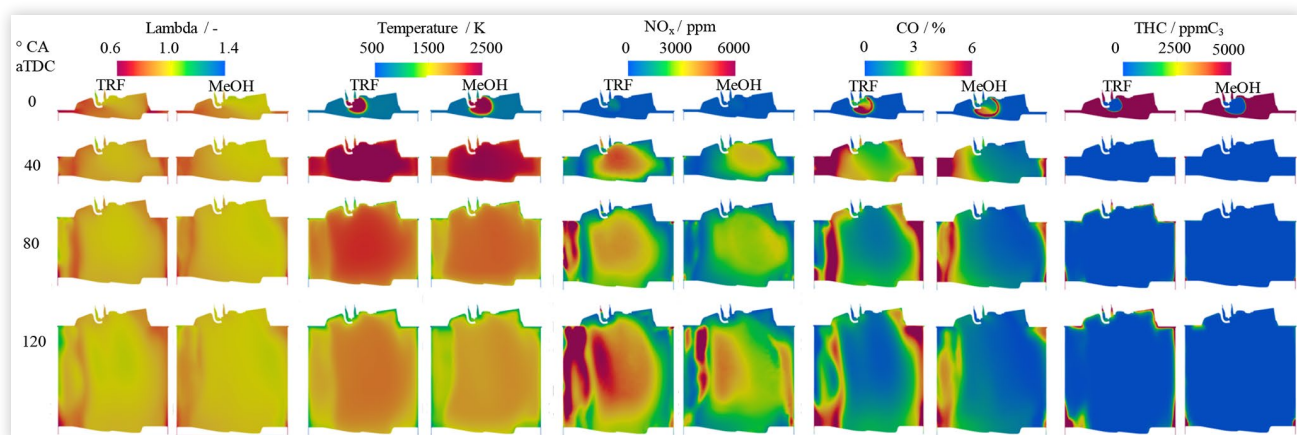 Lambda / - Temperature / K NOx / ppm CO / % THC / ppmC3
° CA aTDC
0.6 1.0 1.4 500 1500 2500 0 3000 6000 0 3 6 0 2500 5000
TRF MeOH TRF MeOH TRF MeOH TRF MeOH TRF MeOH
0
40
80
120